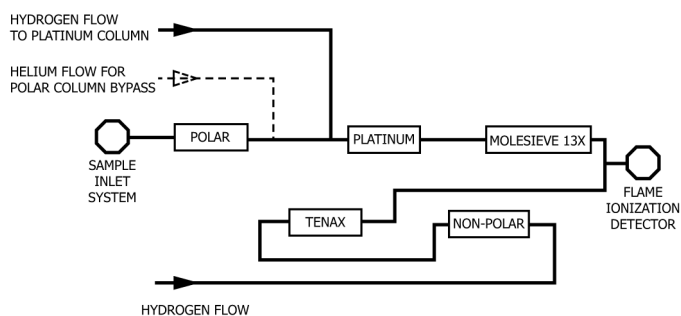 HYDROGEN FLOW
TO PLATINUM COLUMN
HELIUM FLOW FOR
POLAR COLUMN BYPASS
POLAR
PLATINUM
MOLESIEVE 13X
SAMPLE
INLET
SYSTEM
FLAME
IONIZATION
DETECTOR
TENAX
NON-POLAR
HYDROGEN FLOW